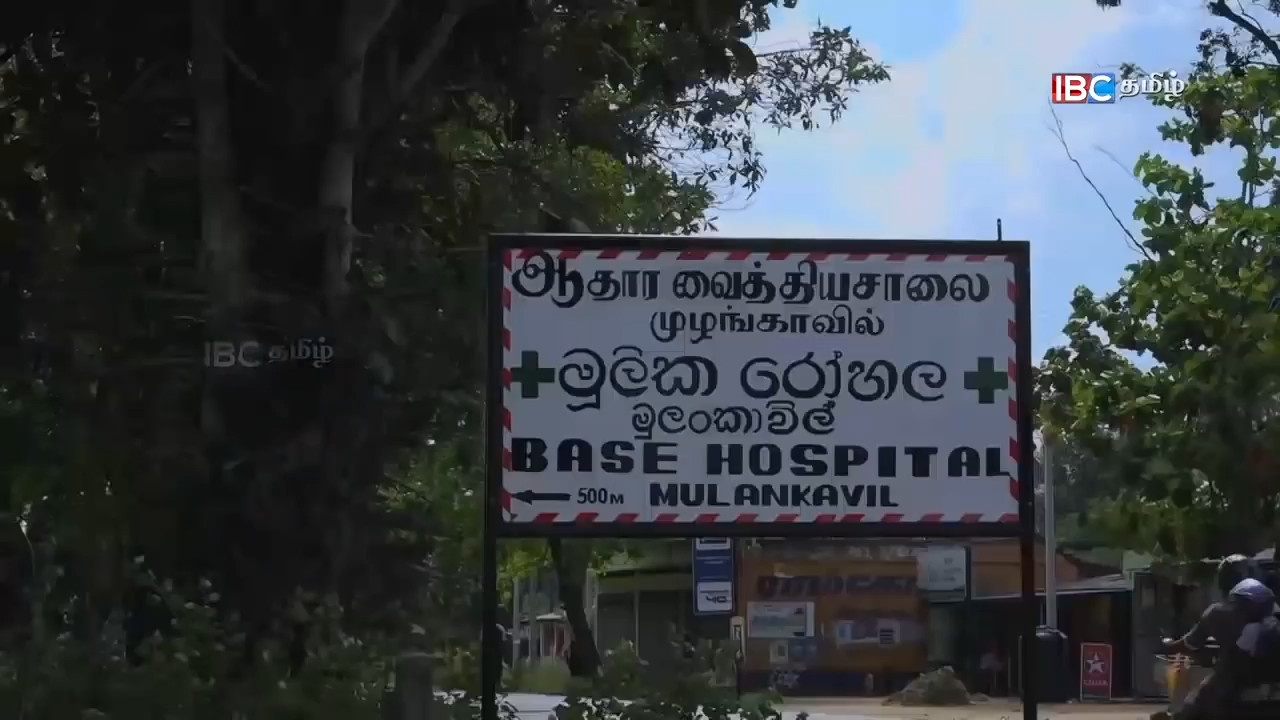 IBC தமிழ்
ஆதார வைத்தியசாலை
முழங்காவில்
මූලික රෝහල
මුලංකාවිල්
BASE HOSPITAL
500M MULANKAVIL
IBC தமிழ்